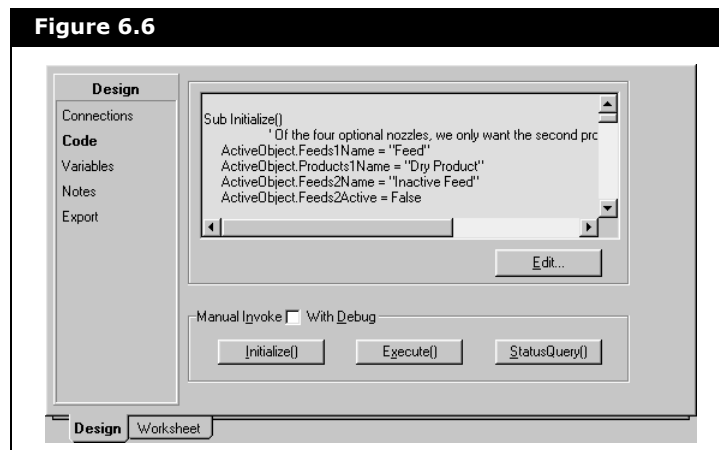 Figure 6.6
Design
Connections
Code
Variables
Notes
Export
Sub Initialize()
' Of the four optional nozzles, we only want the second pro
ActiveObject.Feeds1Name = "Feed"
ActiveObject.Products1Name = "Dry Product"
ActiveObject.Feeds2Name = "Inactive Feed"
ActiveObject.Feeds2Active = False
Edit...
Manual Invoke With Debug
Initialize()
Execute()
StatusQuery()
Design Worksheet